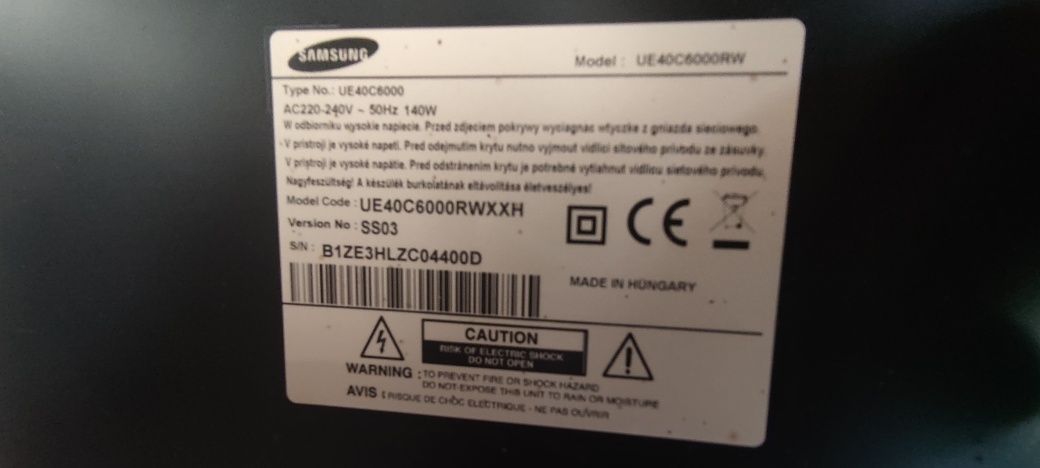 SAMSUNG
Model : UE40C6000RW
Type No.: UE40C6000
AC220-240V ~ 50Hz 140W
W odbiorniku wysokie napiecie. Przed zdjeciem pokrywy wyciagnac wtyszke z gniazda sieciowego.
V pristroji je vysoké napeti. Pred odejmutim krytu nutno vyjmout vidlici sitového privodu ze zásuvky.
V prístroji je vysoké napätie. Pred odstránením krytu je potrebné vytiahnut vidlicu sietového privodu,
Nagyfeszültség! A készülék burkolatának eltávolítása életveszélyes!
Model Code : UE40C6000RWXXH
Version No : SS03
S/N : B1ZE3HLZC04400D
CE
MADE IN HUNGARY
CAUTION
RISK OF ELECTRIC SHOCK
DO NOT OPEN
WARNING : TO PREVENT FIRE OR SHOCK HAZARD
DO NOT EXPOSE THIS UNIT TO RAIN OR MOISTURE
AVIS : RISQUE DE CHOC ELECTRIQUE - NE PAS OUVRIR